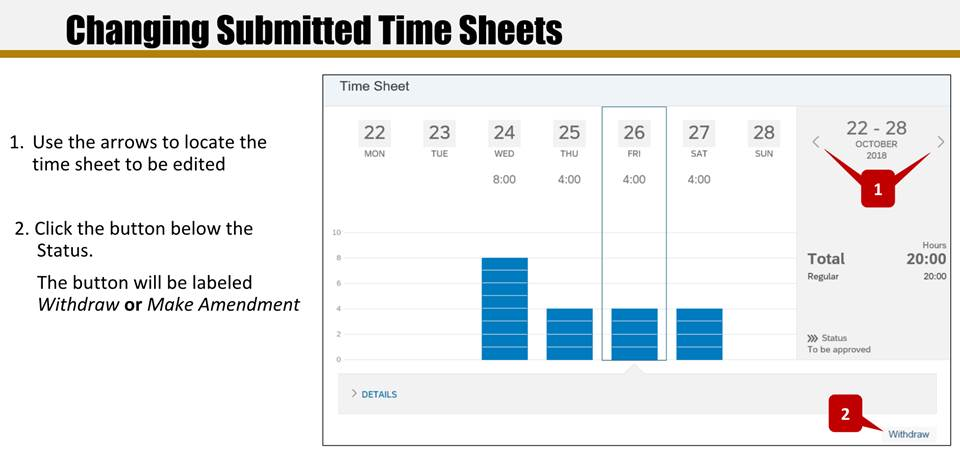 Changing Submitted Time Sheets
1. Use the arrows to locate the
time sheet to be edited
2. Click the button below the
Status.
The button will be labeled
Withdraw or Make Amendment
Time Sheet
22 23 24 25 26 27 28
MON TUE WED THU FRI SAT SUN
8:00 4:00 4:00 4:00
10
8
6
4
2
0
22 - 28
OCTOBER
2018
1
Hours
Total 20:00
Regular 20:00
Status
To be approved
DETAILS
2
Withdraw